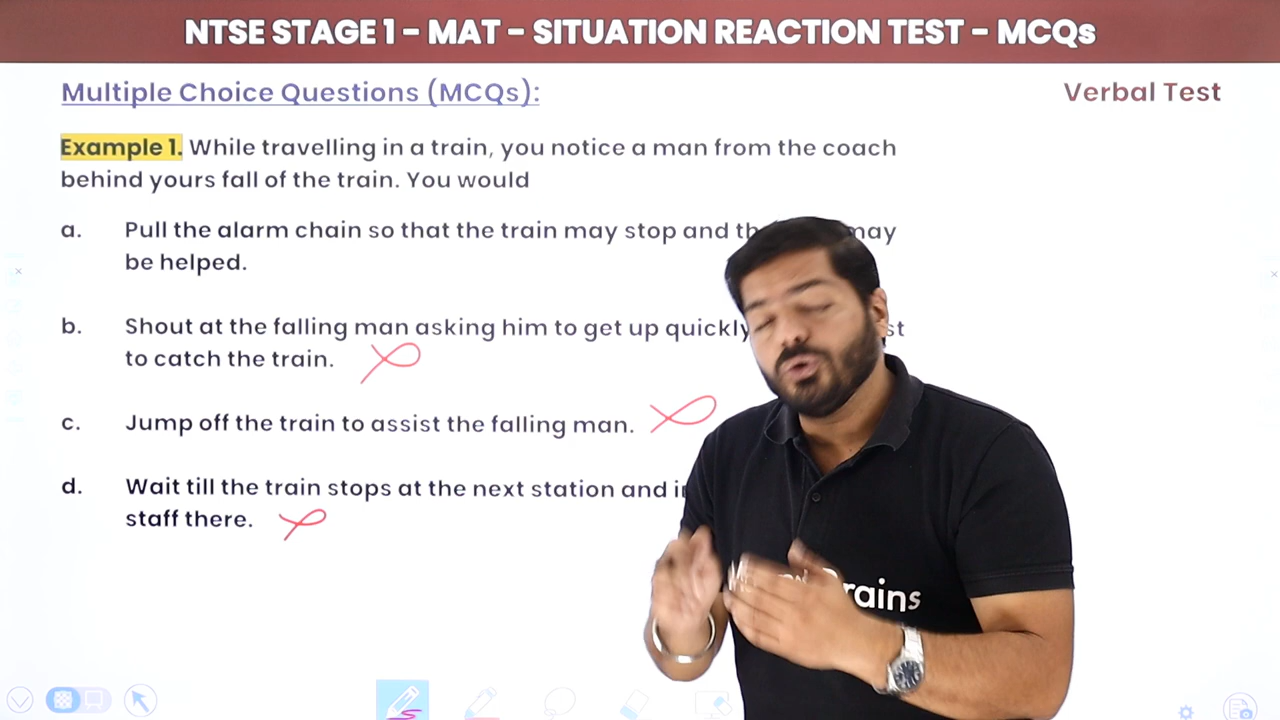 NTSE STAGE 1 – MAT – SITUATION REACTION TEST – MCQs
Multiple Choice Questions (MCQs):
Verbal Test
Example 1. While travelling in a train, you notice a man from the coach
behind yours fall of the train. You would
a. Pull the alarm chain so that the train may stop and may
be helped.
b. Shout at the falling man asking him to get up quickly
to catch the train.
c. Jump off the train to assist the falling man.
d. Wait till the train stops at the next station and
staff there.